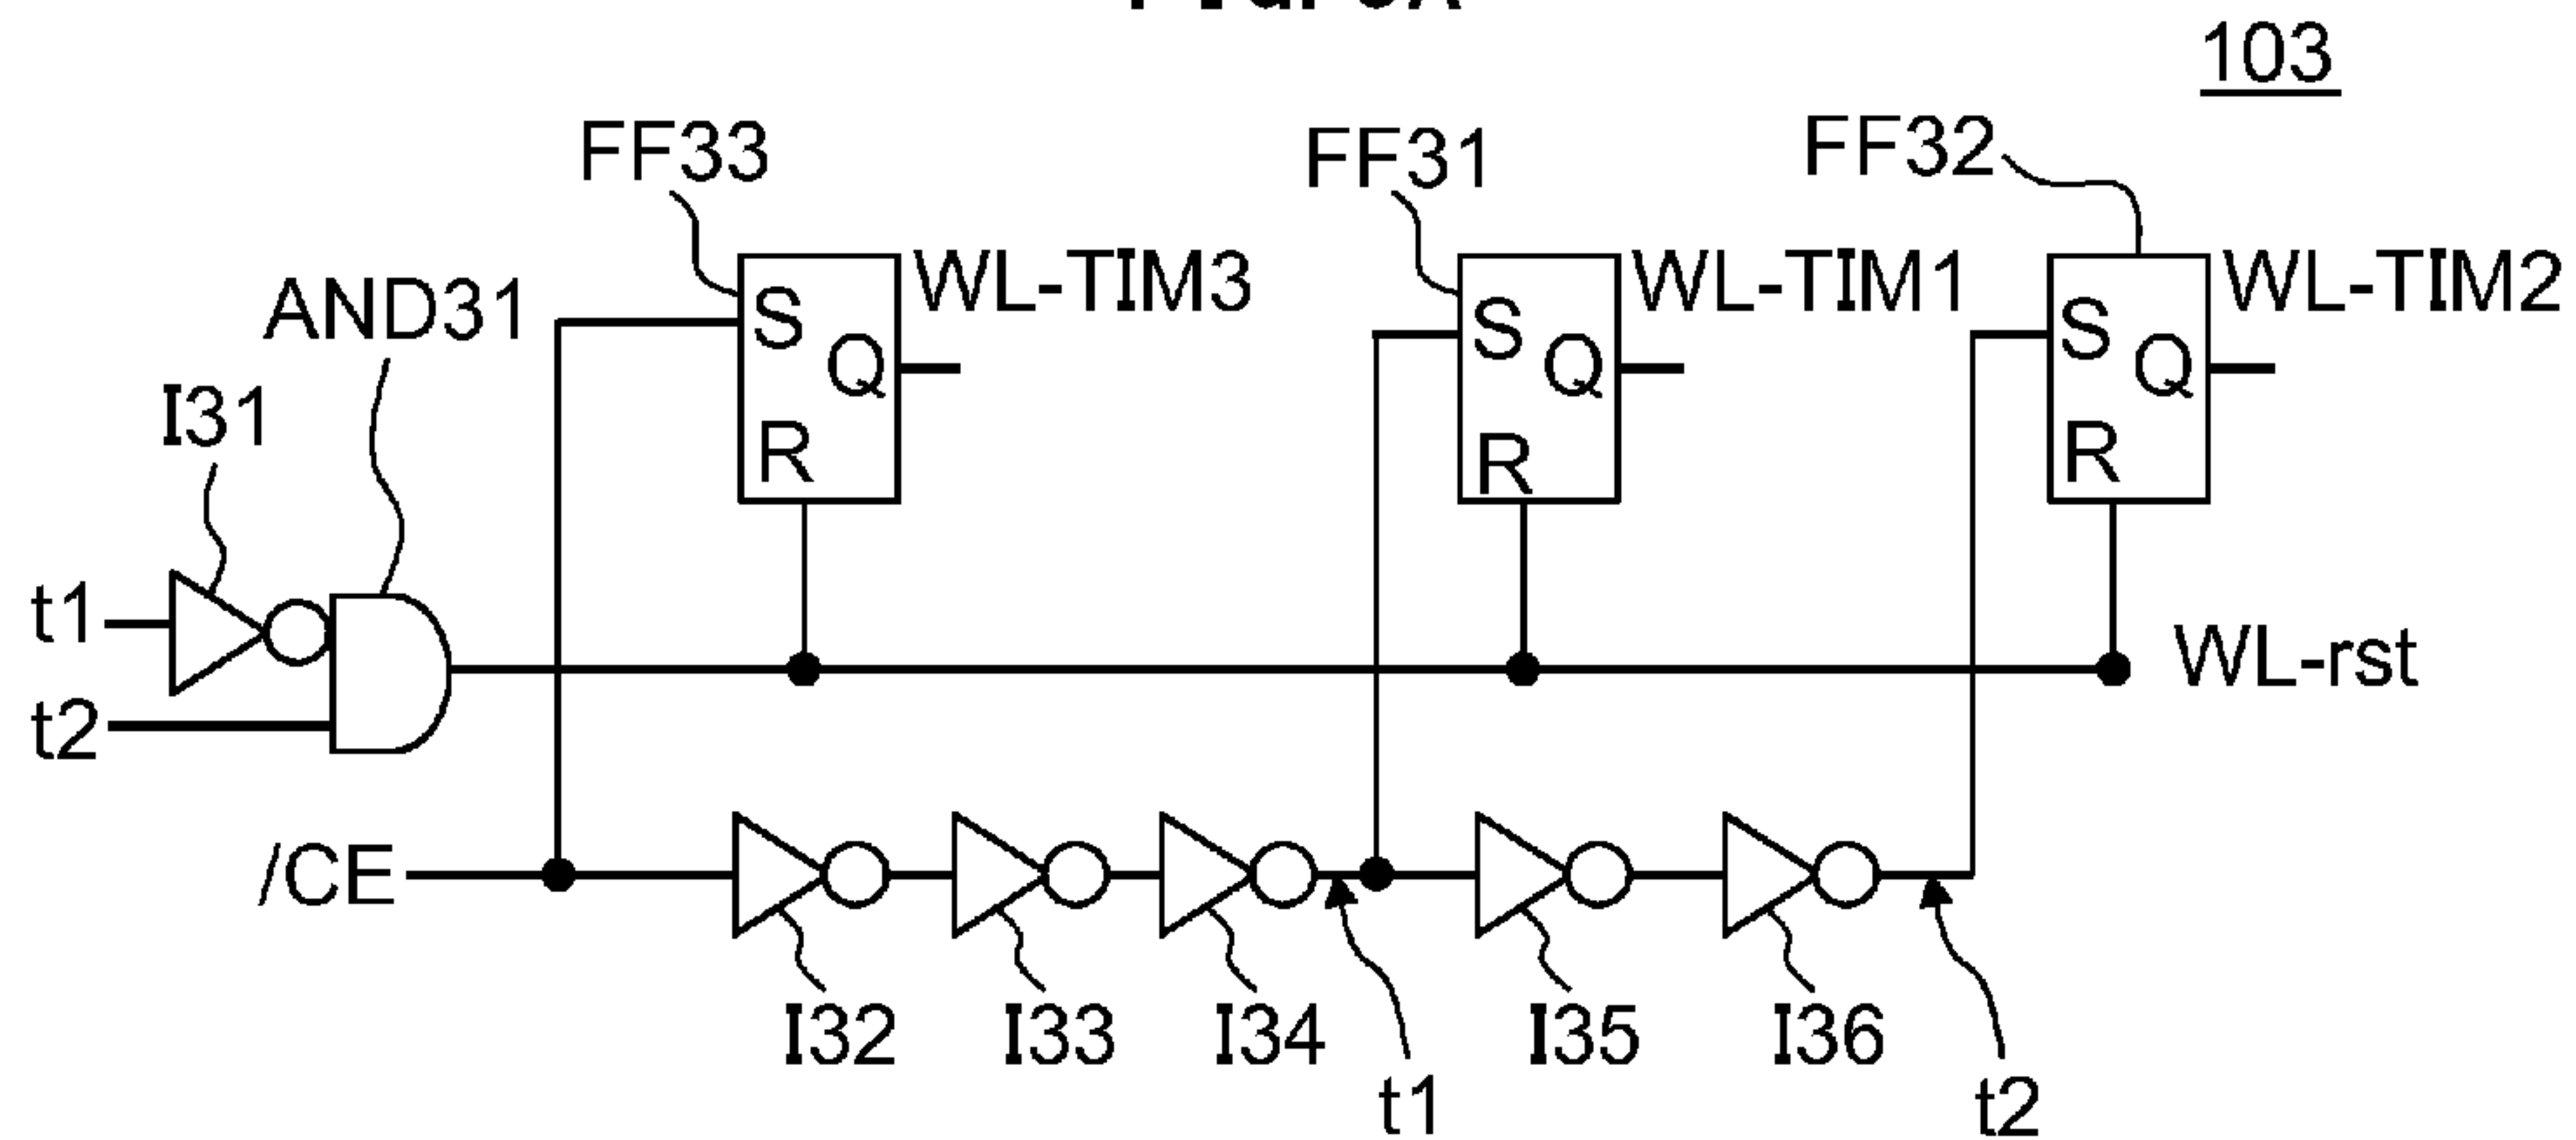 103
FF33
FF31
FF32
AND31
WL-TIM3
WL-TIM1
WL-TIM2
S
Q
R
S
Q
R
S
Q
R
I31
t1
t2
WL-rst
/CE
I32
I33
I34
I35
I36
t1
t2